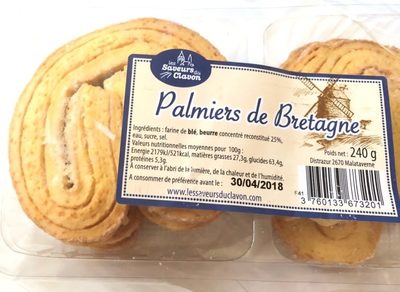 les
Saveurs du
Clavon
Palmiers de Bretagne
Ingrédients : farine de blé, beurre concentré reconstitué 25%,
eau, sucre, sel.
Valeurs nutritionnelles moyennes pour 100g :
Energie 2179kJ/521kcal, matières grasses 27,3g, glucides 63,4g,
protéines 5,3g.
A conserver à l'abri de la lumière, de la chaleur et de l'humidité.
A consommer de préférence avant le : 30/04/2018
www.lessaveursduclavon.com
Poids net : 240 g
Distrazur 2670 Malataverne
F41
3 760133 673201